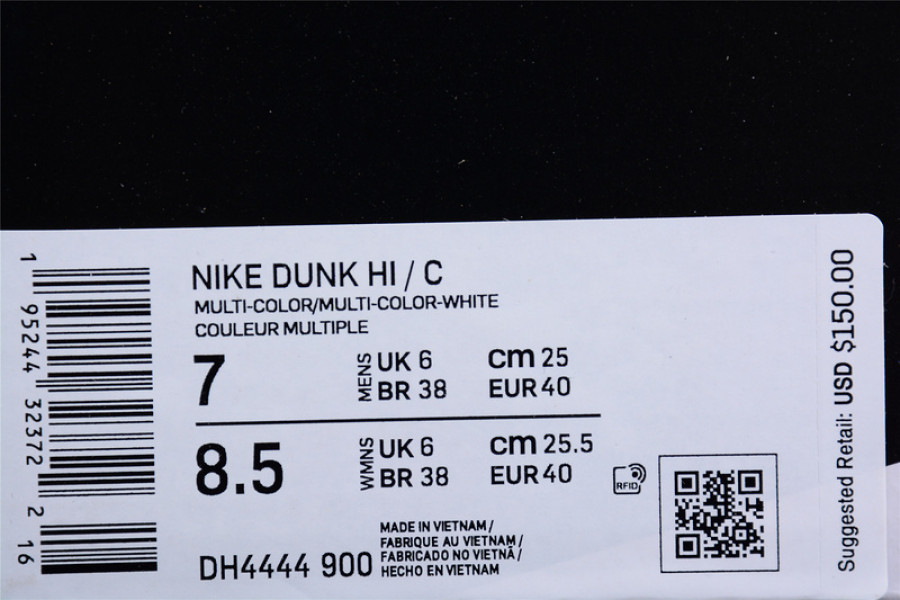 NIKE DUNK HI / C
MULTI-COLOR/MULTI-COLOR-WHITE
COULEUR MULTIPLE
7
MENS
UK 6
cm 25
BR 38
EUR 40
8.5
WMNS
UK 6
cm 25.5
BR 38
EUR 40
RFID
DH4444 900
MADE IN VIETNAM /
FABRIQUE AU VIETNAM /
FABRICADO NO VIETNÃ /
HECHO EN VIETNAM
1 95244 32372 2 16
Suggested Retail: USD $150.00